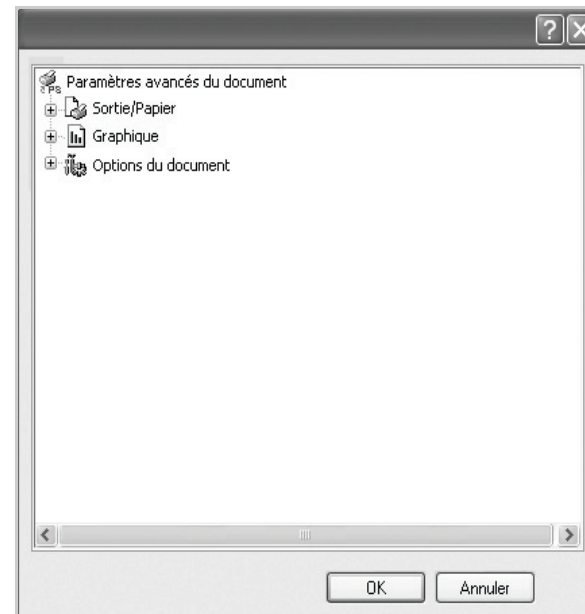 Paramètres avancés du document
Sortie/Papier
Graphique
Options du document
OK
Annuler